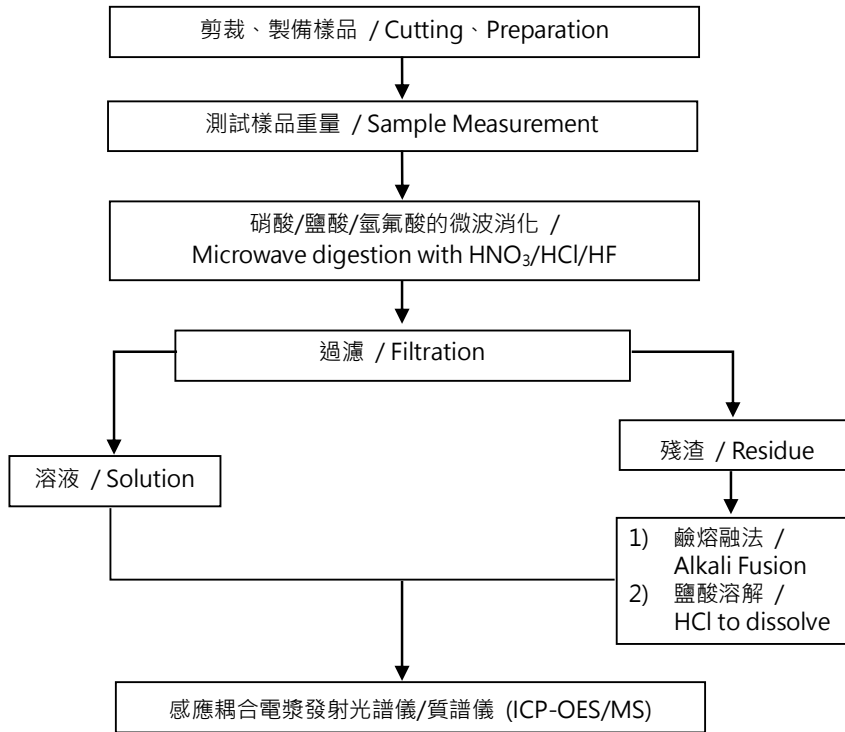 剪裁、製備樣品 / Cutting、Preparation
測試樣品重量 / Sample Measurement
硝酸/鹽酸/氫氟酸的微波消化 /
Microwave digestion with HNO₃/HCl/HF
過濾 / Filtration
溶液 / Solution
殘渣 / Residue
1) 鹼熔融法 /
Alkali Fusion
2) 鹽酸溶解 /
HCl to dissolve
感應耦合電漿發射光譜儀/質譜儀 (ICP-OES/MS)